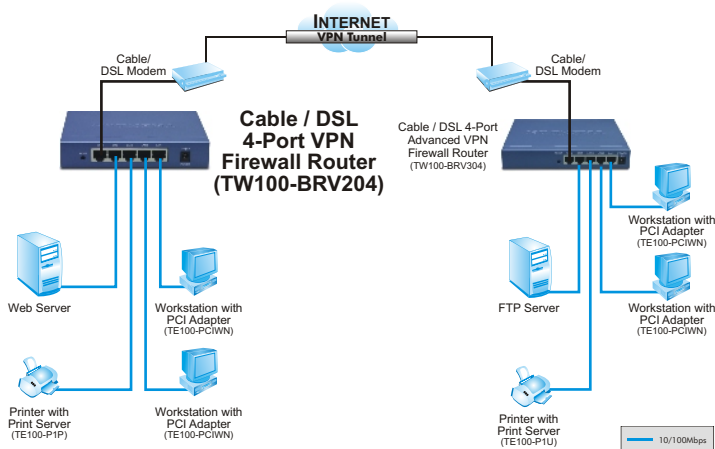 INTERNET
VPN Tunnel
Cable/
DSL Modem
Cable/
DSL Modem
Cable / DSL
4-Port VPN
Firewall Router
(TW100-BRV204)
Cable / DSL 4-Port
Advanced VPN
Firewall Router
(TW100-BRV304)
Workstation with
PCI Adapter
(TE100-PCIWN)
Web Server
Workstation with
PCI Adapter
(TE100-PCIWN)
FTP Server
Workstation with
PCI Adapter
(TE100-PCIWN)
Printer with
Print Server
(TE100-P1P)
Workstation with
PCI Adapter
(TE100-PCIWN)
Printer with
Print Server
(TE100-P1U)
10/100Mbps